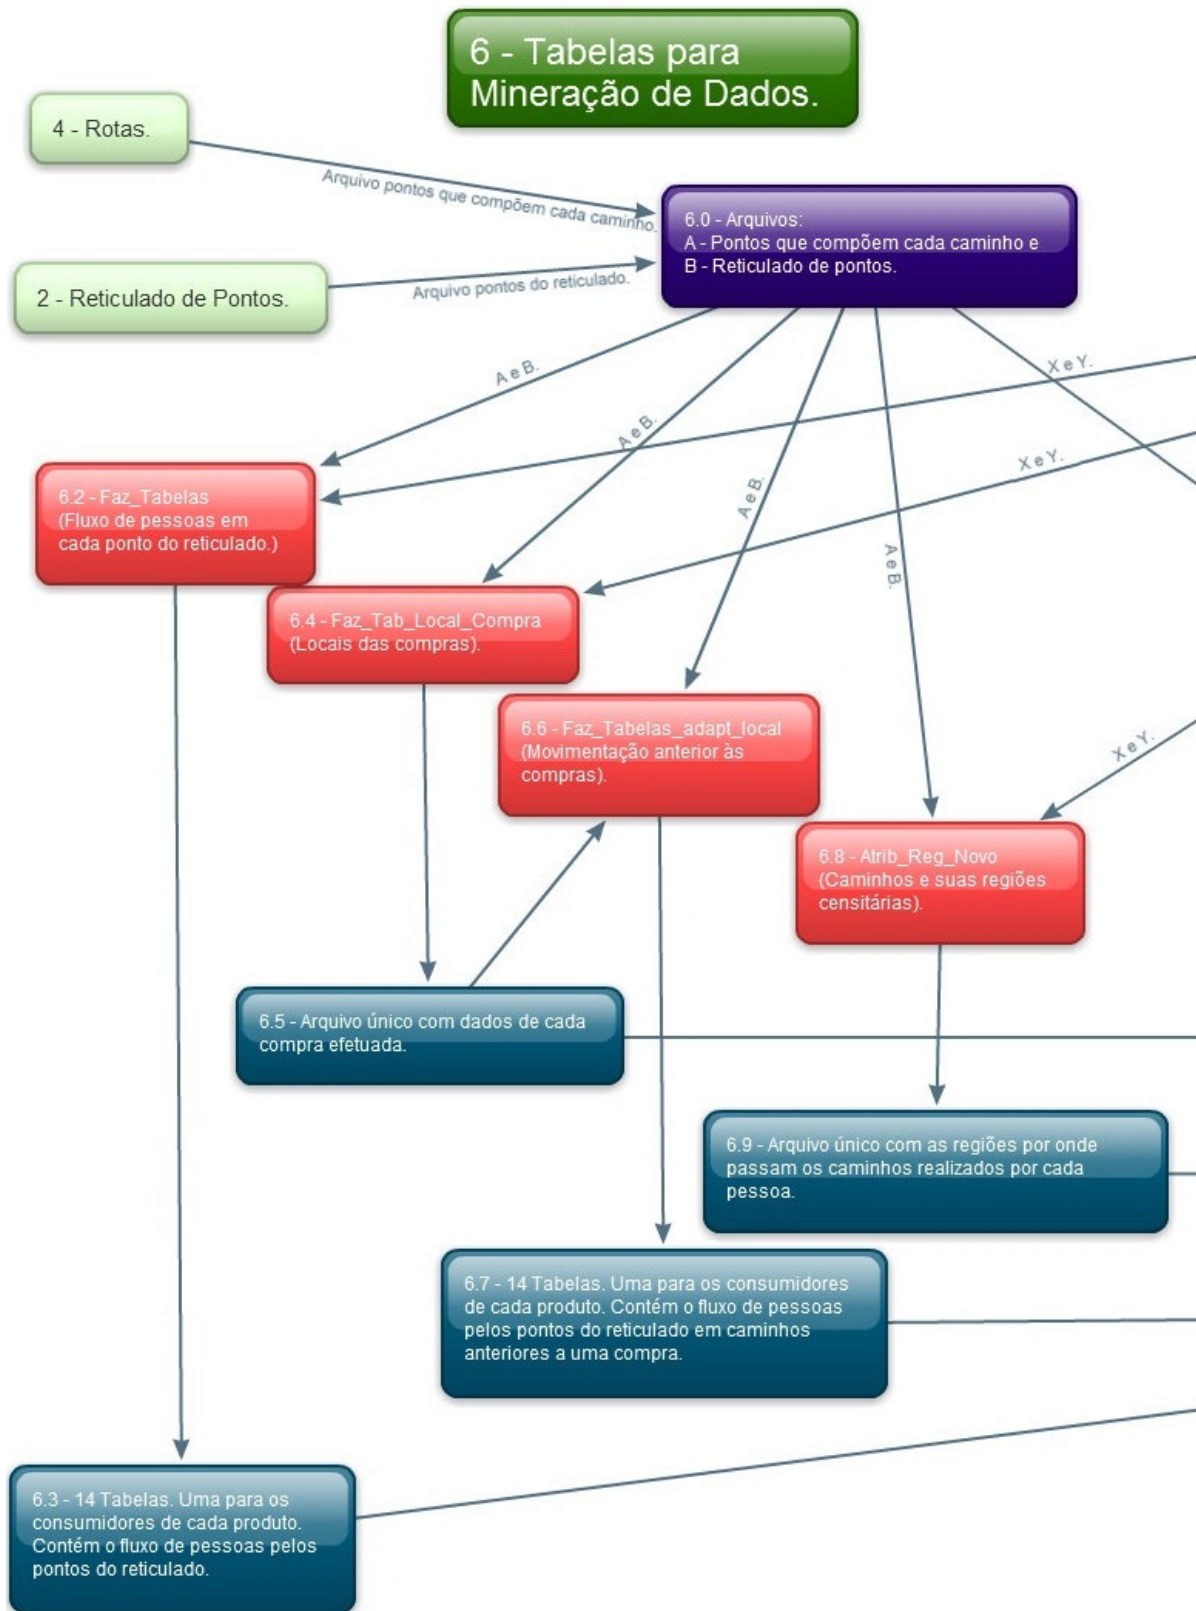 6 - Tabelas para
Mineração de Dados.
4 - Rotas.
Arquivo pontos que compõem cada caminho.
6.0 - Arquivos:
A - Pontos que compõem cada caminho e
B - Reticulado de pontos.
2 - Reticulado de Pontos.
Arquivo pontos do reticulado.
A e B.
X e Y.
A e B.
X e Y.
A e B.
A e B.
6.2 - Faz_Tabelas
(Fluxo de pessoas em
cada ponto do reticulado.)
6.4 - Faz_Tab_Local_Compra
(Locais das compras).
6.6 - Faz_Tabelas_adapt_local
(Movimentação anterior às
compras).
X e Y.
6.8 - Atrib_Reg_Novo
(Caminhos e suas regiões
censitárias).
6.5 - Arquivo único com dados de cada
compra efetuada.
6.9 - Arquivo único com as regiões por onde
passam os caminhos realizados por cada
pessoa.
6.7 - 14 Tabelas. Uma para os consumidores
de cada produto. Contém o fluxo de pessoas
pelos pontos do reticulado em caminhos
anteriores a uma compra.
6.3 - 14 Tabelas. Uma para os
consumidores de cada produto.
Contém o fluxo de pessoas pelos
pontos do reticulado.